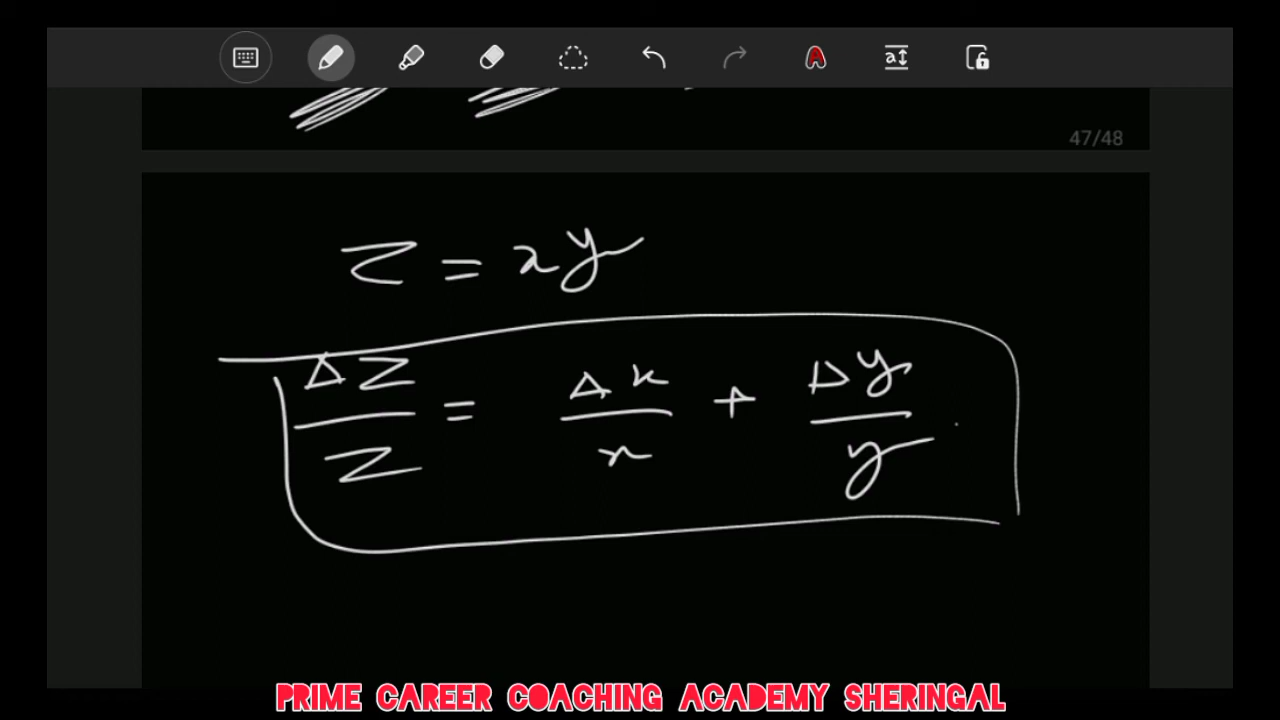 47/48
Z = xy
ΔZ/Z = Δx/x + Δy/y
PRIME CAREER COACHING ACADEMY SHERINGAL